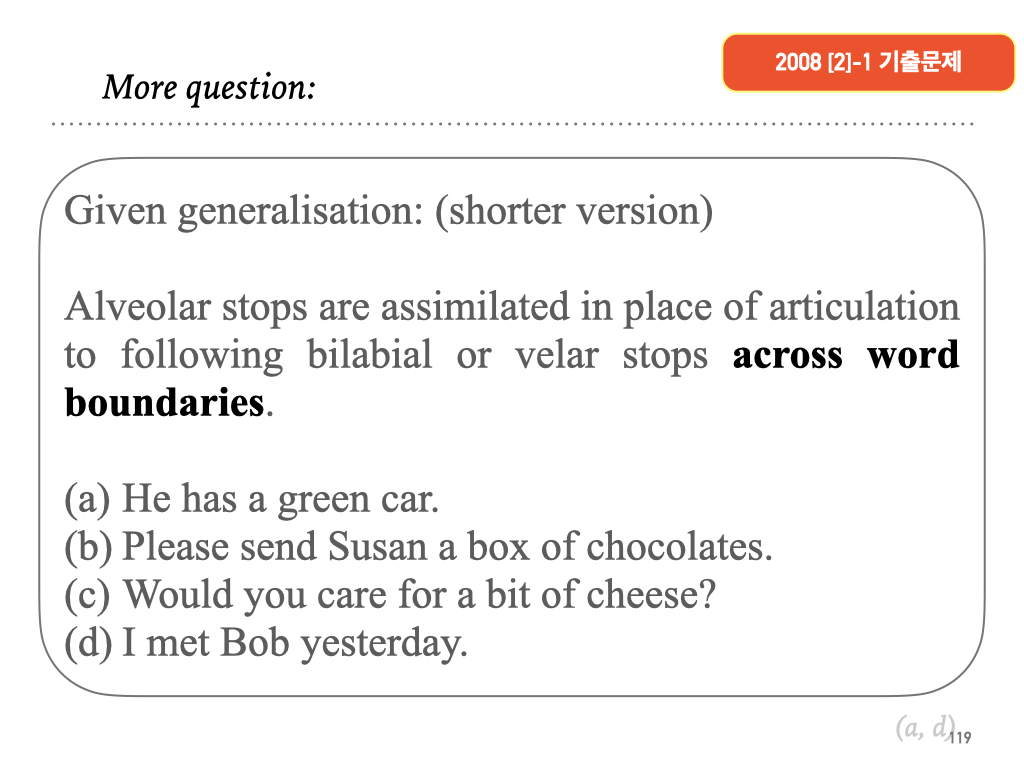 2008 [2]-1 기출문제
More question:
Given generalisation: (shorter version)
Alveolar stops are assimilated in place of articulation
to following bilabial or velar stops across word
boundaries.
(a) He has a green car.
(b) Please send Susan a box of chocolates.
(c) Would you care for a bit of cheese?
(d) I met Bob yesterday.
(a, d)
119